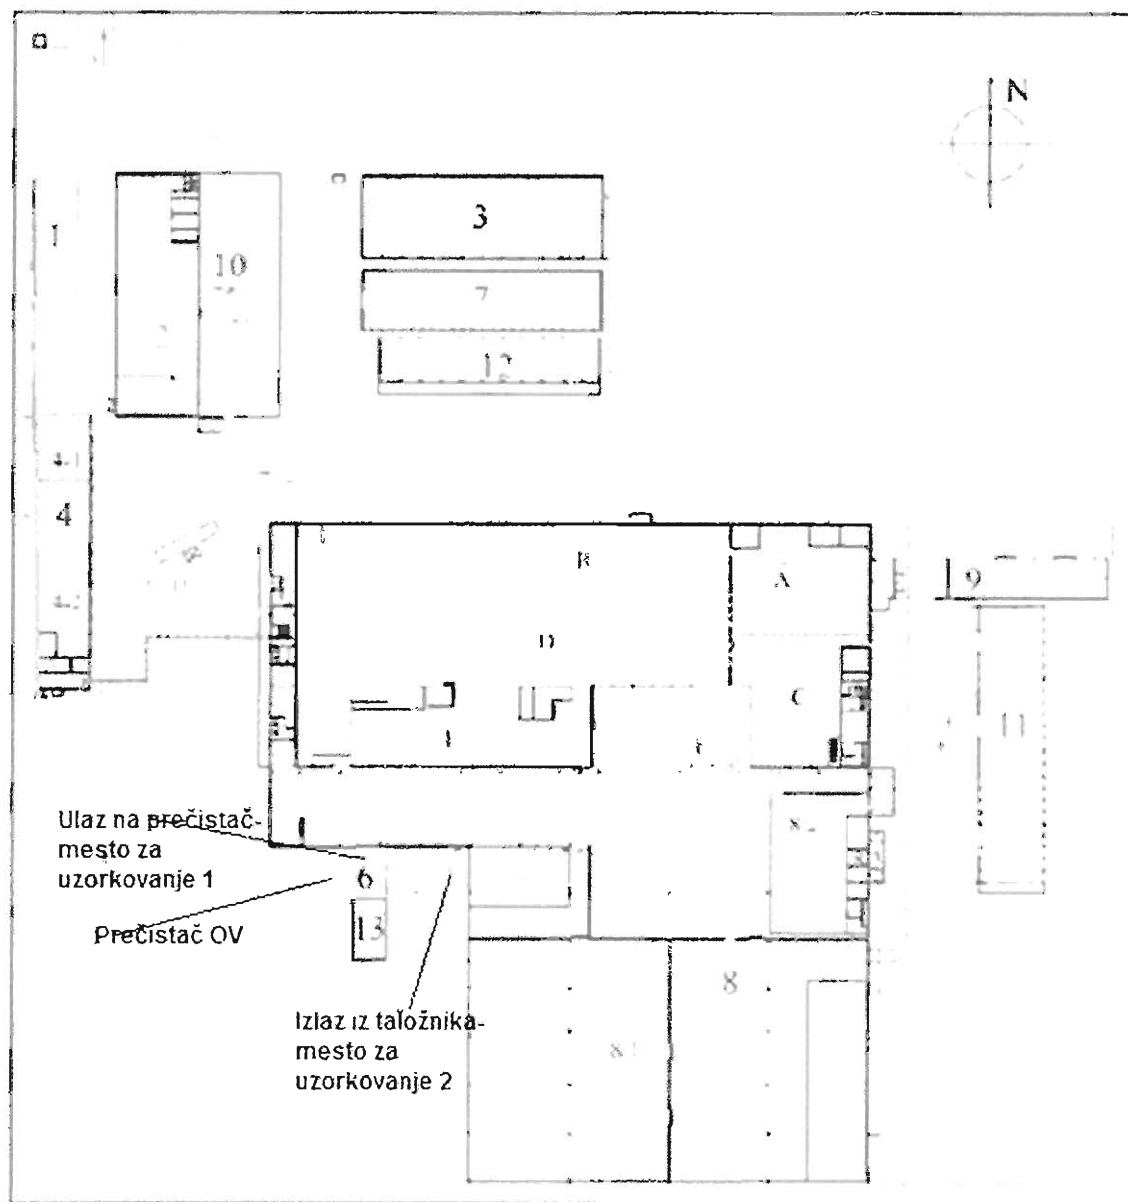 N
1
3
10
7
12
4
B
A
9
D
C
11
Ulaz na prečistač-
mesto za
uzorkovanje 1
6
13
Prečistač OV
8
Izlaz iz taložnika-
mesto za
uzorkovanje 2